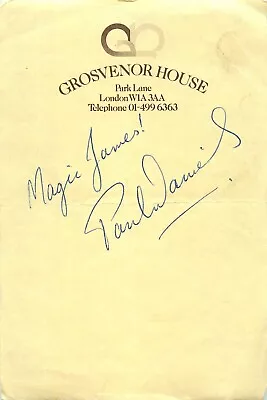 GROSVENOR HOUSE
Park Lane
London W1A 3AA
Telephone 01-499 6363
Magic James!
Paul Daniels